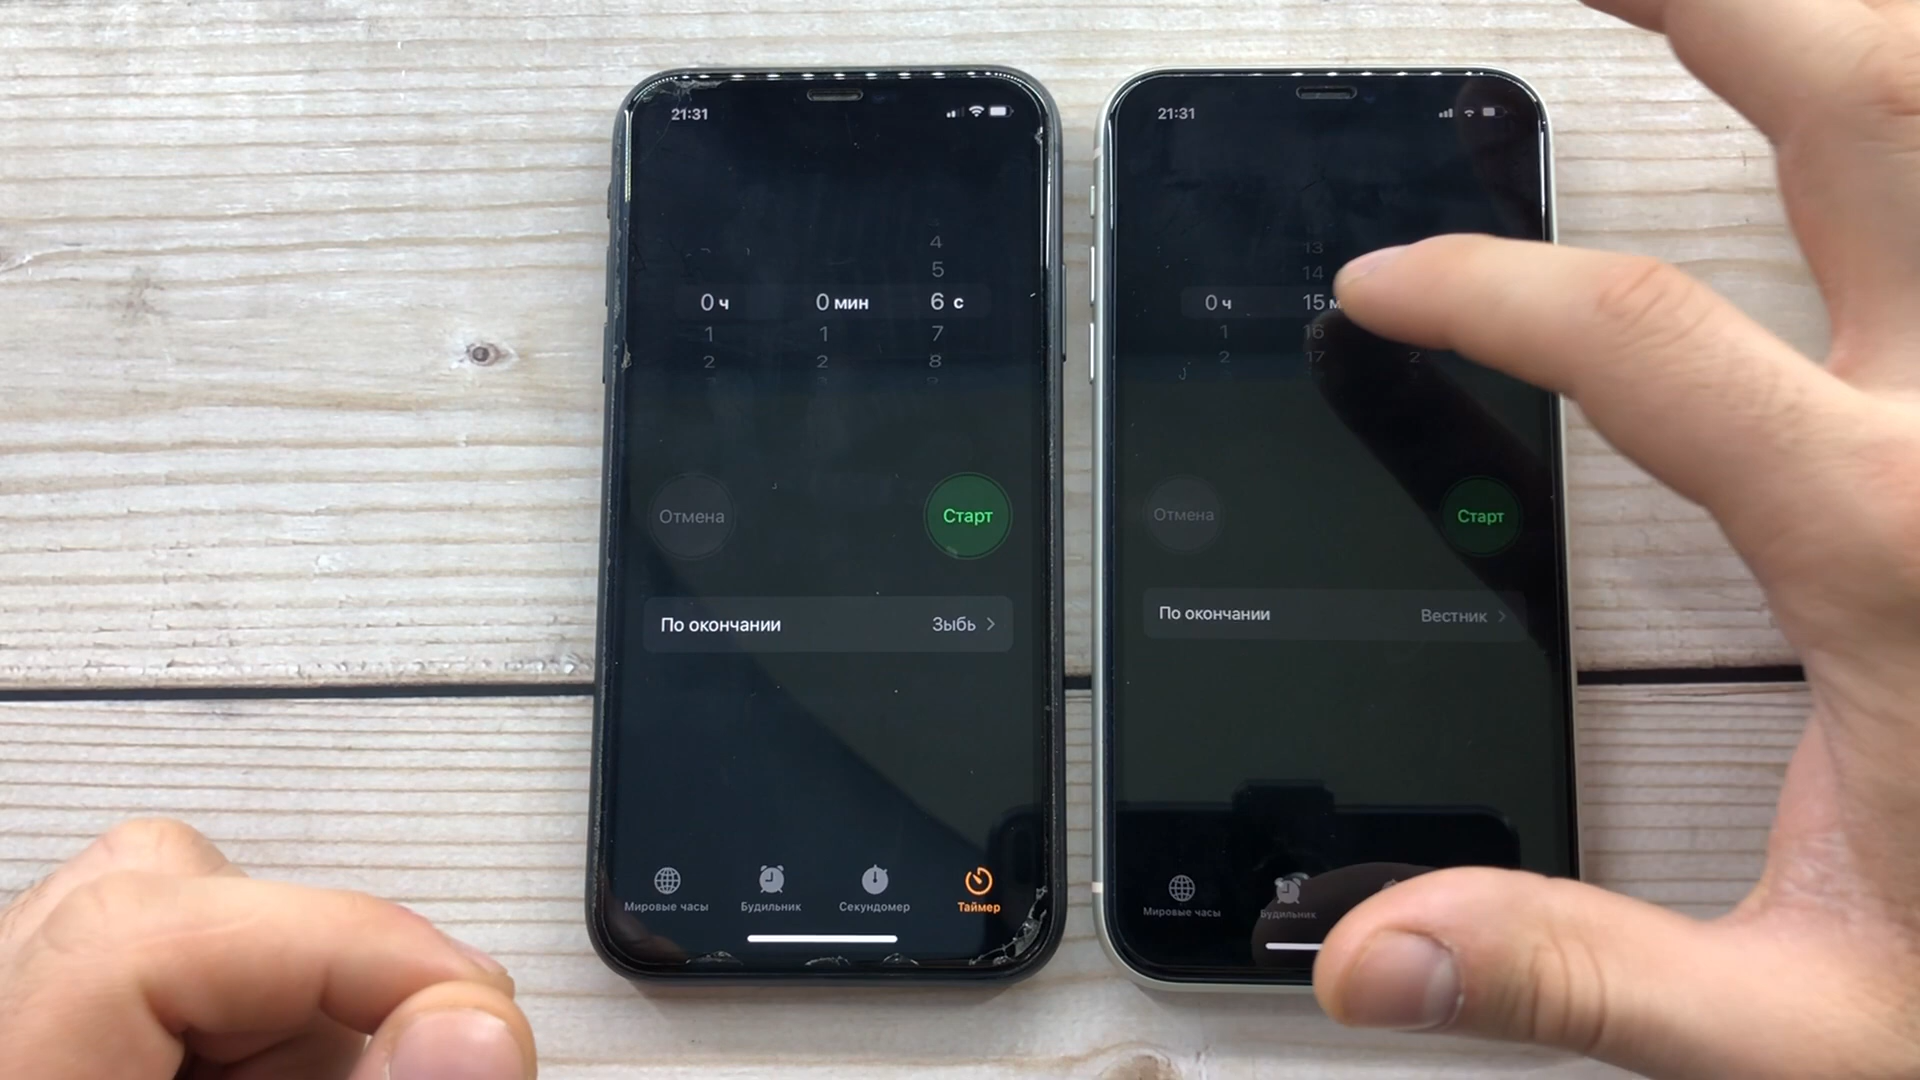 21:31
4
5
0 ч 0 мин 6 с
1 1 7
2 2 8
Отмена Старт
По окончании Зыбь
Мировые часы Будильник Секундомер Таймер
21:31
13
14
0 ч 15
1 16
2 17 2
Отмена Старт
По окончании Вестник
Мировые часы Будильник